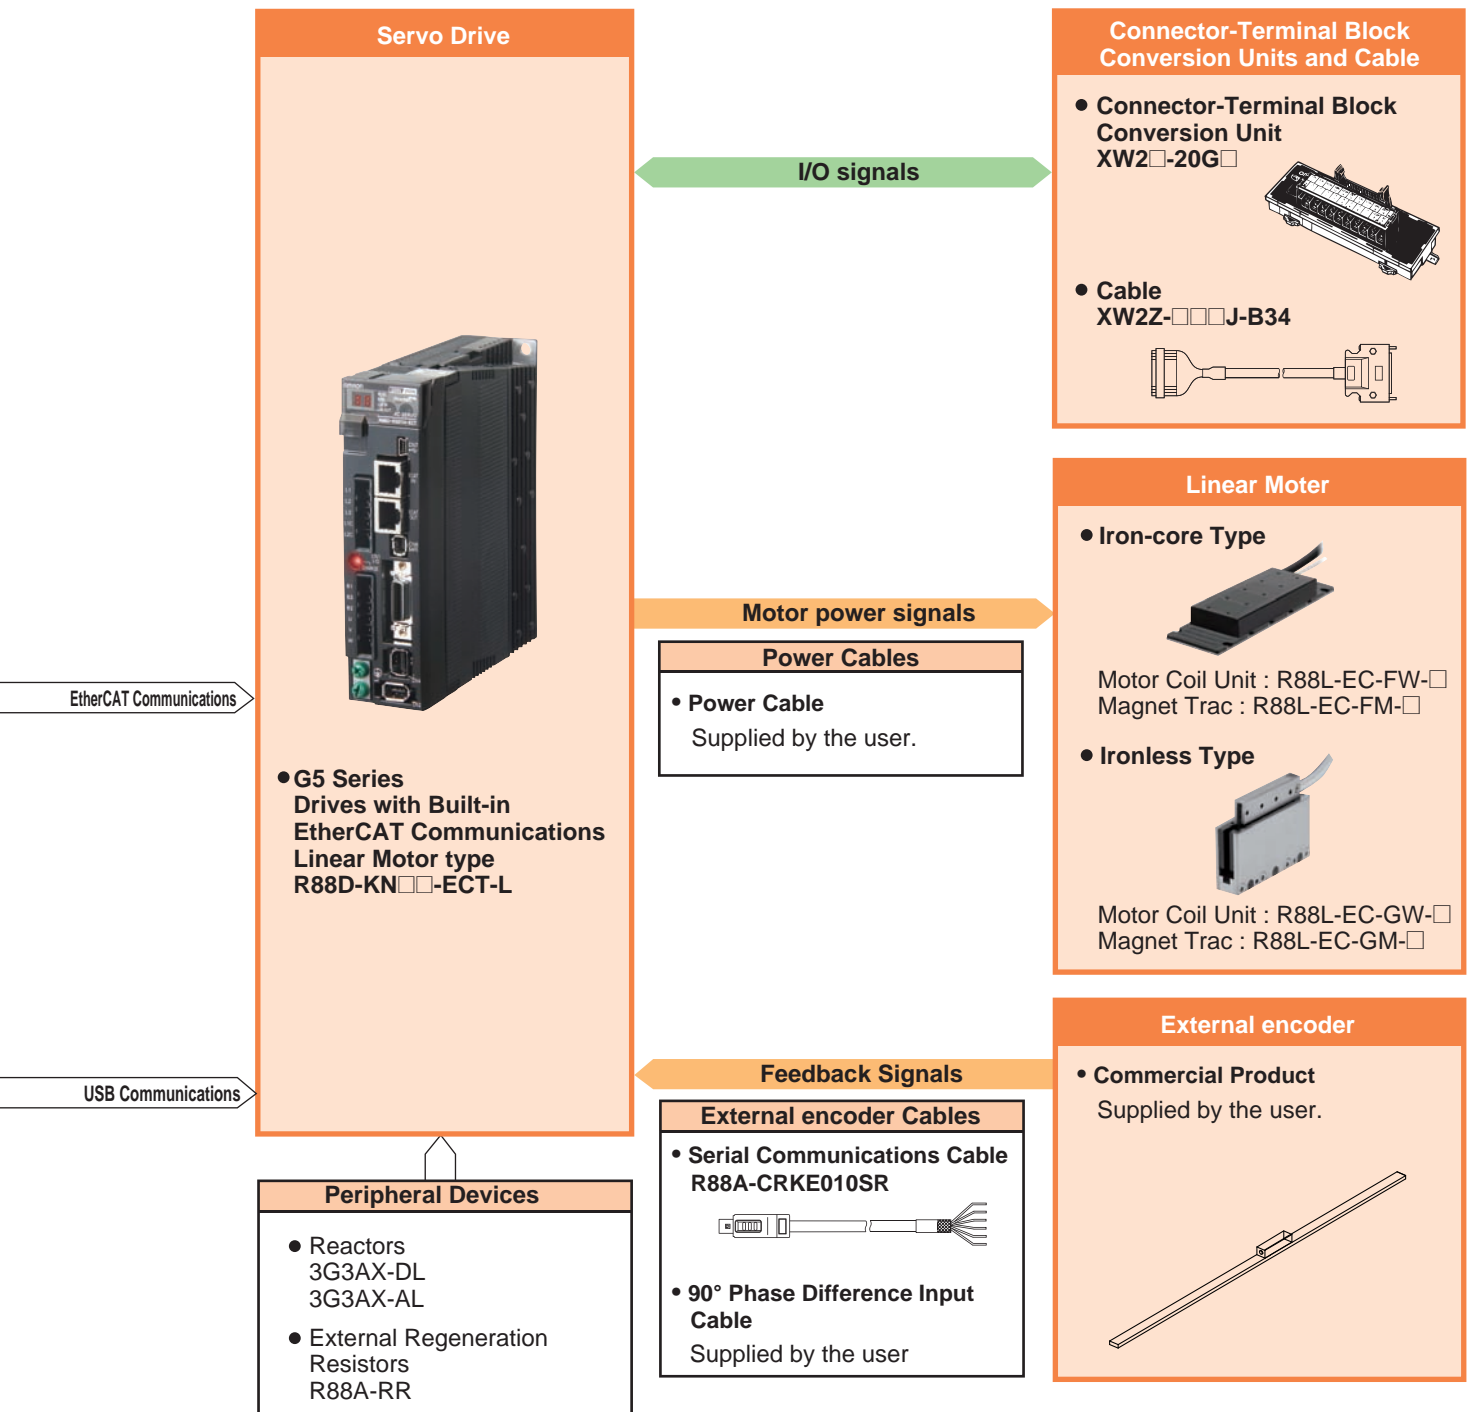 Servo Drive
Connector-Terminal Block
Conversion Units and Cable
• Connector-Terminal Block
Conversion Unit
XW2□-20G□
I/O signals
• Cable
XW2Z-□□□J-B34
Linear Moter
• Iron-core Type
Motor Coil Unit : R88L-EC-FW-□
Magnet Trac : R88L-EC-FM-□
• Ironless Type
Motor Coil Unit : R88L-EC-GW-□
Magnet Trac : R88L-EC-GM-□
Motor power signals
Power Cables
• Power Cable
Supplied by the user.
EtherCAT Communications
• G5 Series
Drives with Built-in
EtherCAT Communications
Linear Motor type
R88D-KN□□-ECT-L
External encoder
• Commercial Product
Supplied by the user.
Feedback Signals
USB Communications
External encoder Cables
• Serial Communications Cable
R88A-CRKE010SR
• 90° Phase Difference Input
Cable
Supplied by the user
Peripheral Devices
• Reactors
3G3AX-DL
3G3AX-AL
• External Regeneration
Resistors
R88A-RR